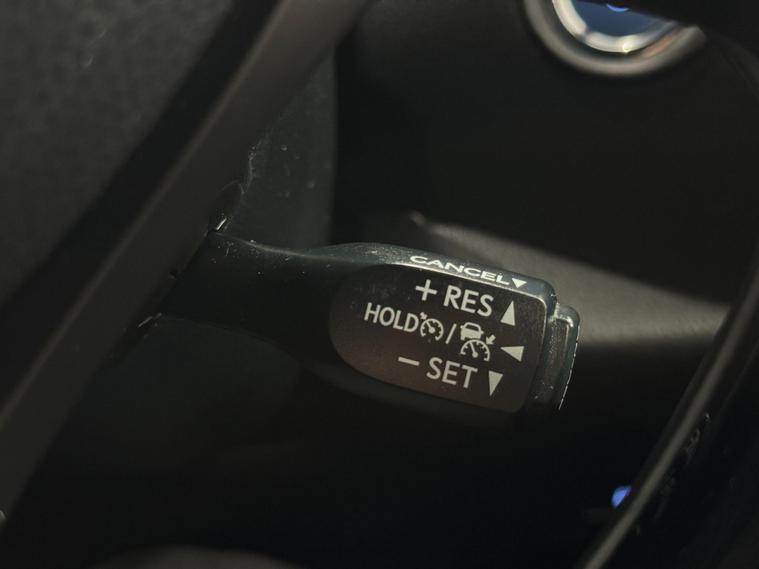 CANCEL▼
+ RES ▲
HOLD / ◀
− SET ▼